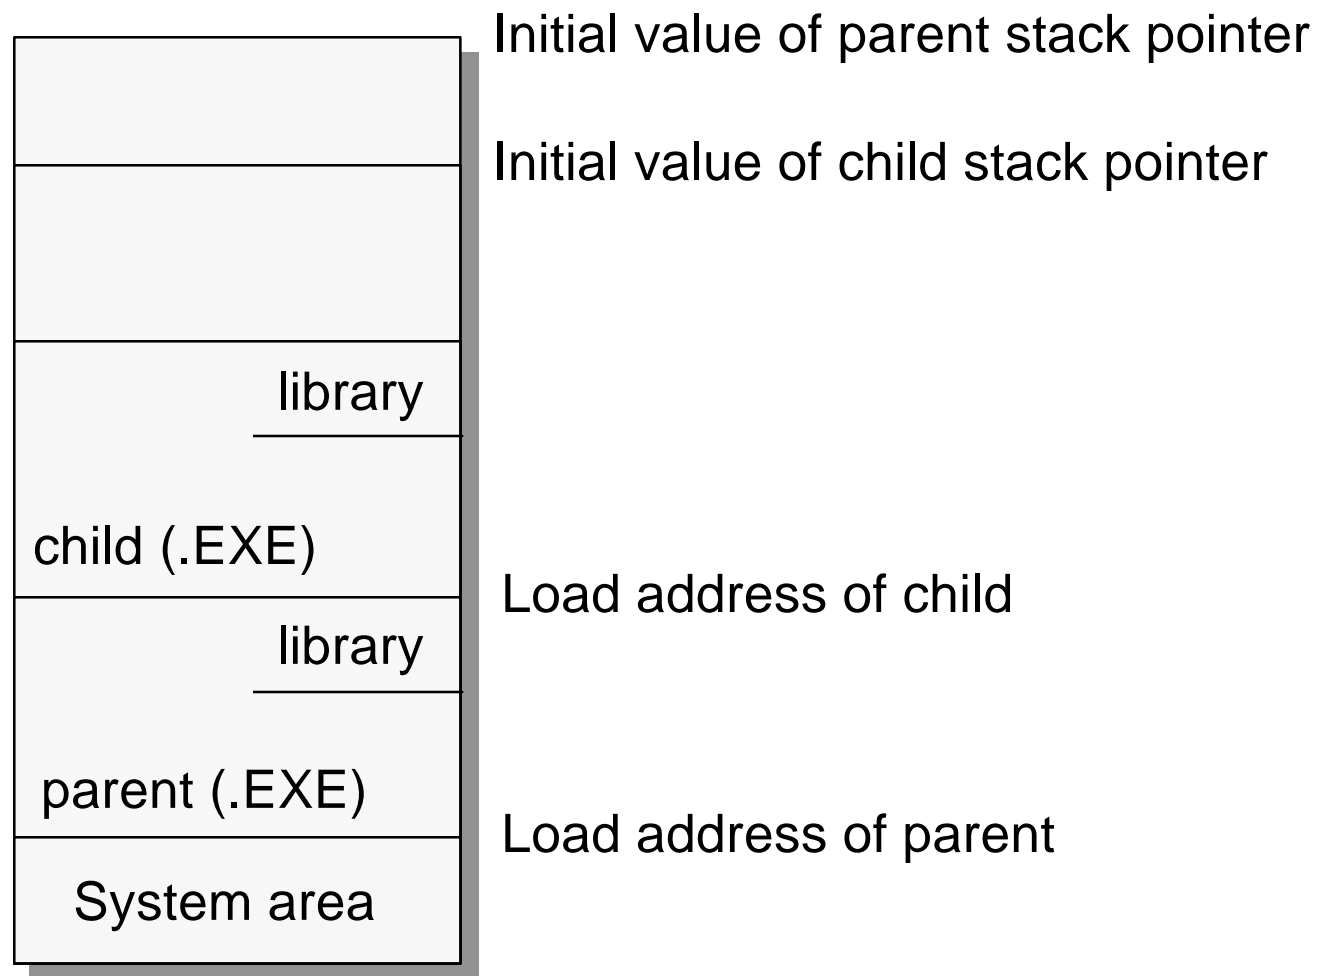 Initial value of parent stack pointer
Initial value of child stack pointer
library
child (.EXE)
Load address of child
library
parent (.EXE)
Load address of parent
System area